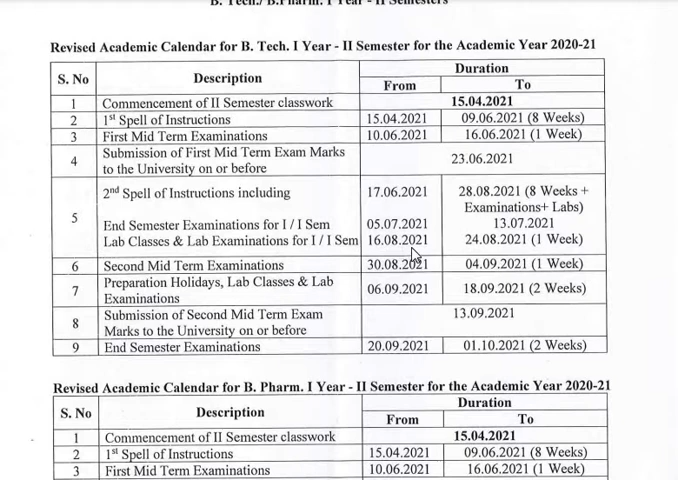 B. Tech./ B.Pharm. I Year - II Semesters
Revised Academic Calendar for B. Tech. I Year - II Semester for the Academic Year 2020-21
S. No Description Duration
From To
1 Commencement of II Semester classwork 15.04.2021
2 1st Spell of Instructions 15.04.2021 09.06.2021 (8 Weeks)
3 First Mid Term Examinations 10.06.2021 16.06.2021 (1 Week)
4 Submission of First Mid Term Exam Marks
to the University on or before 23.06.2021
5 2nd Spell of Instructions including 17.06.2021 28.08.2021 (8 Weeks +
Examinations+ Labs)
End Semester Examinations for I / I Sem 05.07.2021 13.07.2021
Lab Classes & Lab Examinations for I / I Sem 16.08.2021 24.08.2021 (1 Week)
6 Second Mid Term Examinations 30.08.2021 04.09.2021 (1 Week)
7 Preparation Holidays, Lab Classes & Lab
Examinations 06.09.2021 18.09.2021 (2 Weeks)
8 Submission of Second Mid Term Exam
Marks to the University on or before 13.09.2021
9 End Semester Examinations 20.09.2021 01.10.2021 (2 Weeks)
Revised Academic Calendar for B. Pharm. I Year - II Semester for the Academic Year 2020-21
S. No Description Duration
From To
1 Commencement of II Semester classwork 15.04.2021
2 1st Spell of Instructions 15.04.2021 09.06.2021 (8 Weeks)
3 First Mid Term Examinations 10.06.2021 16.06.2021 (1 Week)